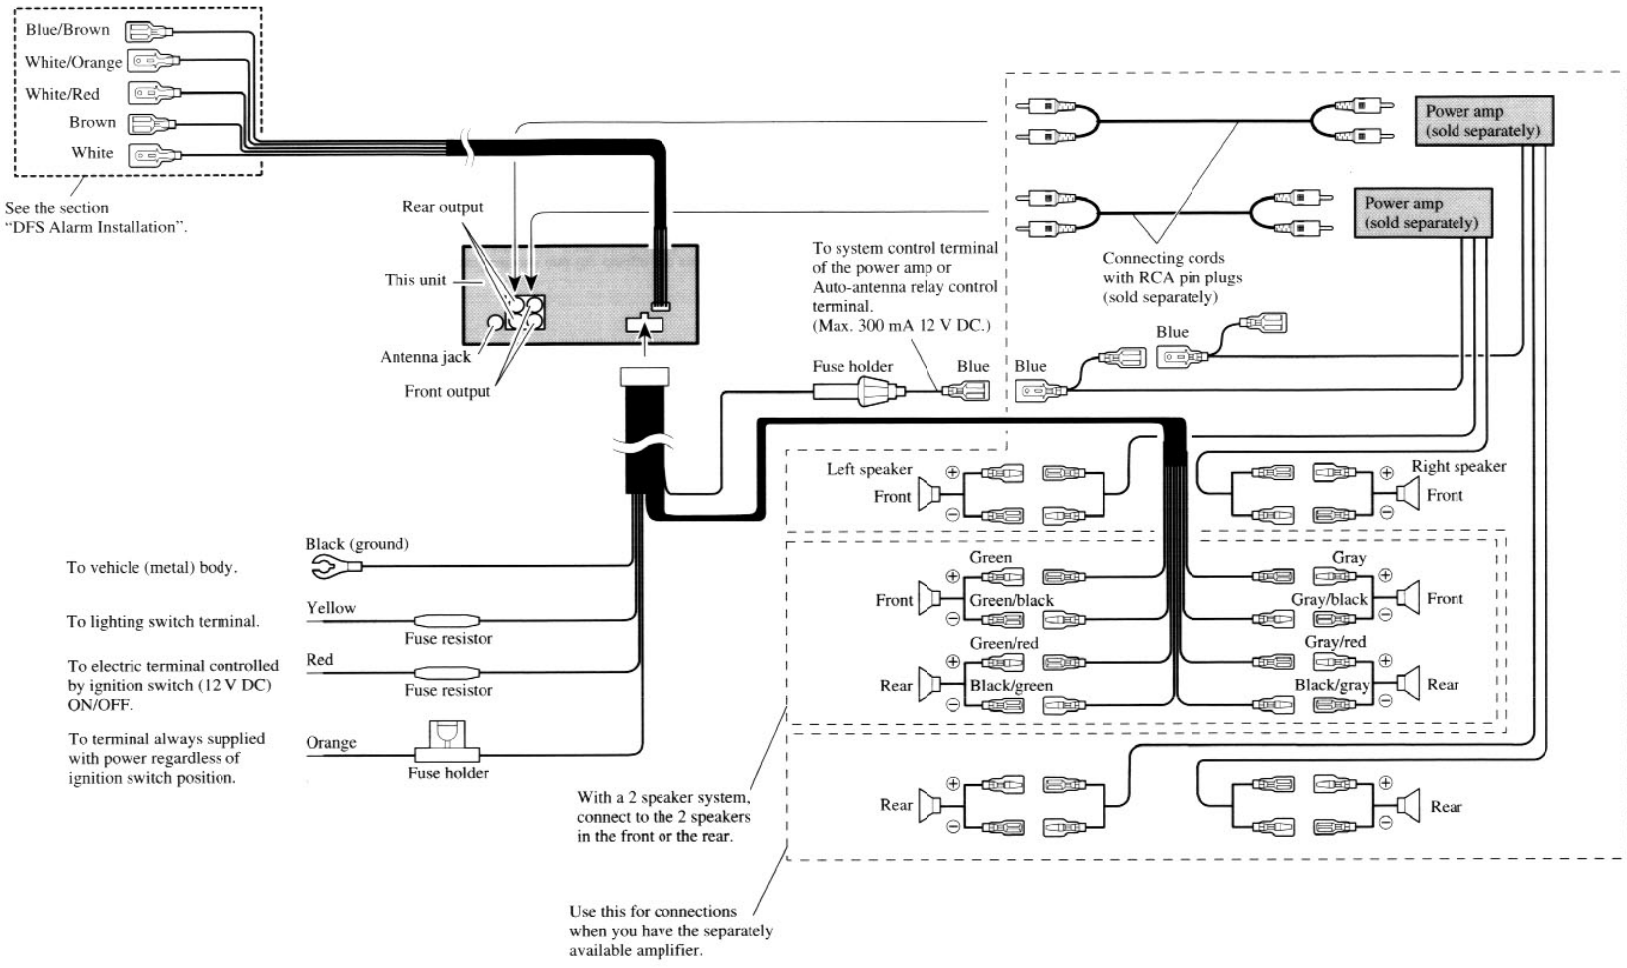 Blue/Brown
White/Orange
White/Red
Brown
White
See the section
“DFS Alarm Installation”.
Rear output
This unit
Antenna jack
Front output
To system control terminal
of the power amp or
Auto-antenna relay control
terminal.
(Max. 300 mA 12 V DC.)
Fuse holder
Blue
Blue
Blue
Power amp
(sold separately)
Power amp
(sold separately)
Connecting cords
with RCA pin plugs
(sold separately)
Left speaker
Front
Right speaker
Front
Green
Front
Green/black
Green/red
Rear
Black/green
Gray
Gray/black
Front
Gray/red
Black/gray
Rear
Rear
Rear
Black (ground)
To vehicle (metal) body.
Yellow
To lighting switch terminal.
Fuse resistor
Red
To electric terminal controlled
by ignition switch (12 V DC)
ON/OFF.
Fuse resistor
Orange
To terminal always supplied
with power regardless of
ignition switch position.
Fuse holder
With a 2 speaker system,
connect to the 2 speakers
in the front or the rear.
Use this for connections
when you have the separately
available amplifier.